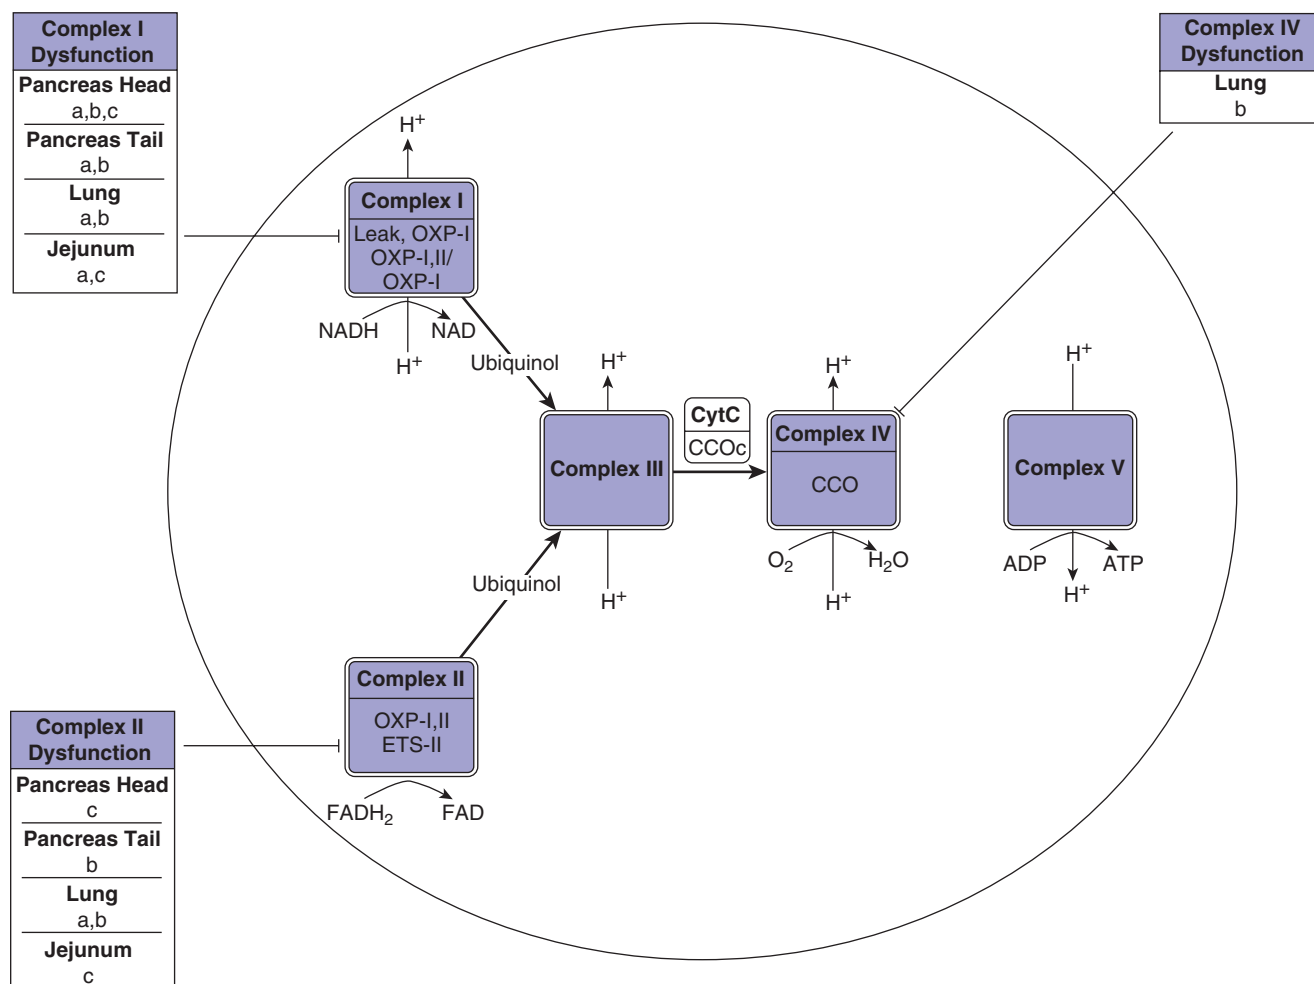 Complex I
Dysfunction
Pancreas Head
a,b,c
Pancreas Tail
a,b
Lung
a,b
Jejunum
a,c
Complex IV
Dysfunction
Lung
b
H+
Complex I
Leak, OXP-I
OXP-I,II/
OXP-I
NADH
NAD
H+
Ubiquinol
H+
Complex III
H+
CytC
CCOc
H+
Complex IV
CCO
O2
H2O
H+
H+
Complex V
ADP
ATP
H+
Ubiquinol
Complex II
OXP-I,II
ETS-II
FADH2
FAD
Complex II
Dysfunction
Pancreas Head
c
Pancreas Tail
b
Lung
a,b
Jejunum
c